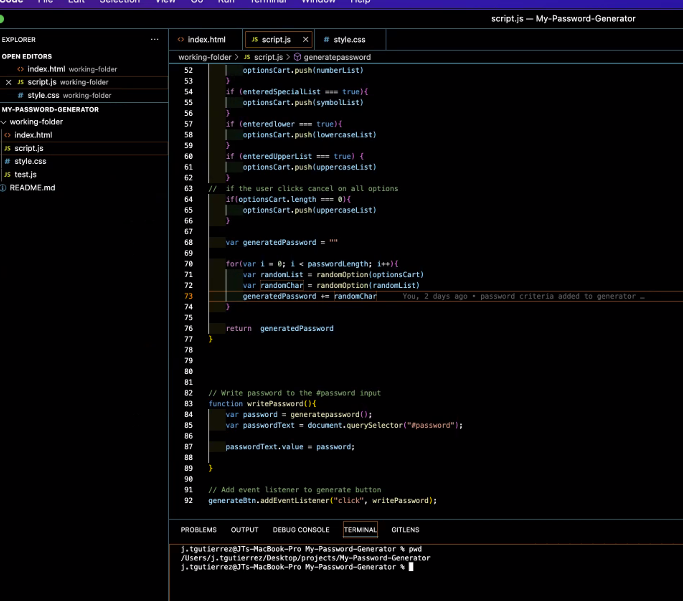 Code File Edit Selection View Go Run Terminal Window Help
script.js — My-Password-Generator
EXPLORER ...
OPEN EDITORS
<> index.html working-folder
× JS script.js working-folder
# style.css working-folder
MY-PASSWORD-GENERATOR
working-folder
<> index.html
JS script.js
# style.css
JS test.js
README.md
<> index.html JS script.js × # style.css
working-folder > JS script.js > generatepassword
52 optionsCart.push(numberList)
53 }
54 if (enteredSpecialList === true){
55 optionsCart.push(symbolList)
56 }
57 if (enteredlower === true){
58 optionsCart.push(lowercaseList)
59 }
60 if (enteredUpperList === true) {
61 optionsCart.push(uppercaseList)
62 }
63 // if the user clicks cancel on all options
64 if(optionsCart.length === 0){
65 optionsCart.push(uppercaseList)
66 }
67
68 var generatedPassword = ""
69
70 for(var i = 0; i < passwordLength; i++){
71 var randomList = randomOption(optionsCart)
72 var randomChar = randomOption(randomList)
73 generatedPassword += randomChar You, 2 days ago • password criteria added to generator …
74 }
75
76 return generatedPassword
77 }
78
79
80
81
82 // Write password to the #password input
83 function writePassword(){
84 var password = generatepassword();
85 var passwordText = document.querySelector("#password");
86
87 passwordText.value = password;
88
89 }
90
91 // Add event listener to generate button
92 generateBtn.addEventListener("click", writePassword);
PROBLEMS OUTPUT DEBUG CONSOLE TERMINAL GITLENS
j.tgutierrez@JTs-MacBook-Pro My-Password-Generator % pwd
/Users/j.tgutierrez/Desktop/projects/My-Password-Generator
j.tgutierrez@JTs-MacBook-Pro My-Password-Generator %